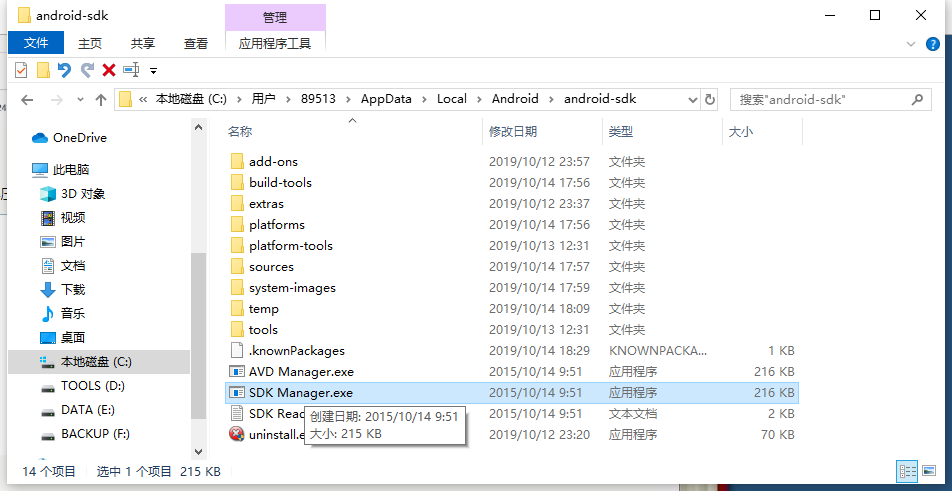 android-sdk
管理
文件 主页 共享 查看 应用程序工具
« 本地磁盘 (C:) › 用户 › 89513 › AppData › Local › Android › android-sdk
搜索"android-sdk"
名称 修改日期 类型 大小
OneDrive
此电脑
3D 对象
视频
图片
文档
下载
音乐
桌面
本地磁盘 (C:)
TOOLS (D:)
DATA (E:)
BACKUP (F:)
add-ons 2019/10/12 23:57 文件夹
build-tools 2019/10/14 17:56 文件夹
extras 2019/10/12 23:37 文件夹
platforms 2019/10/14 17:56 文件夹
platform-tools 2019/10/13 12:31 文件夹
sources 2019/10/14 17:57 文件夹
system-images 2019/10/14 17:59 文件夹
temp 2019/10/14 18:09 文件夹
tools 2019/10/13 12:31 文件夹
.knownPackages 2019/10/14 18:29 KNOWNPACKA... 1 KB
AVD Manager.exe 2015/10/14 9:51 应用程序 216 KB
SDK Manager.exe 2015/10/14 9:51 应用程序 216 KB
SDK Read 2015/10/14 9:51 文本文档 2 KB
uninstall.e 2019/10/12 23:20 应用程序 70 KB
创建日期: 2015/10/14 9:51
大小: 215 KB
14 个项目 选中 1 个项目 215 KB